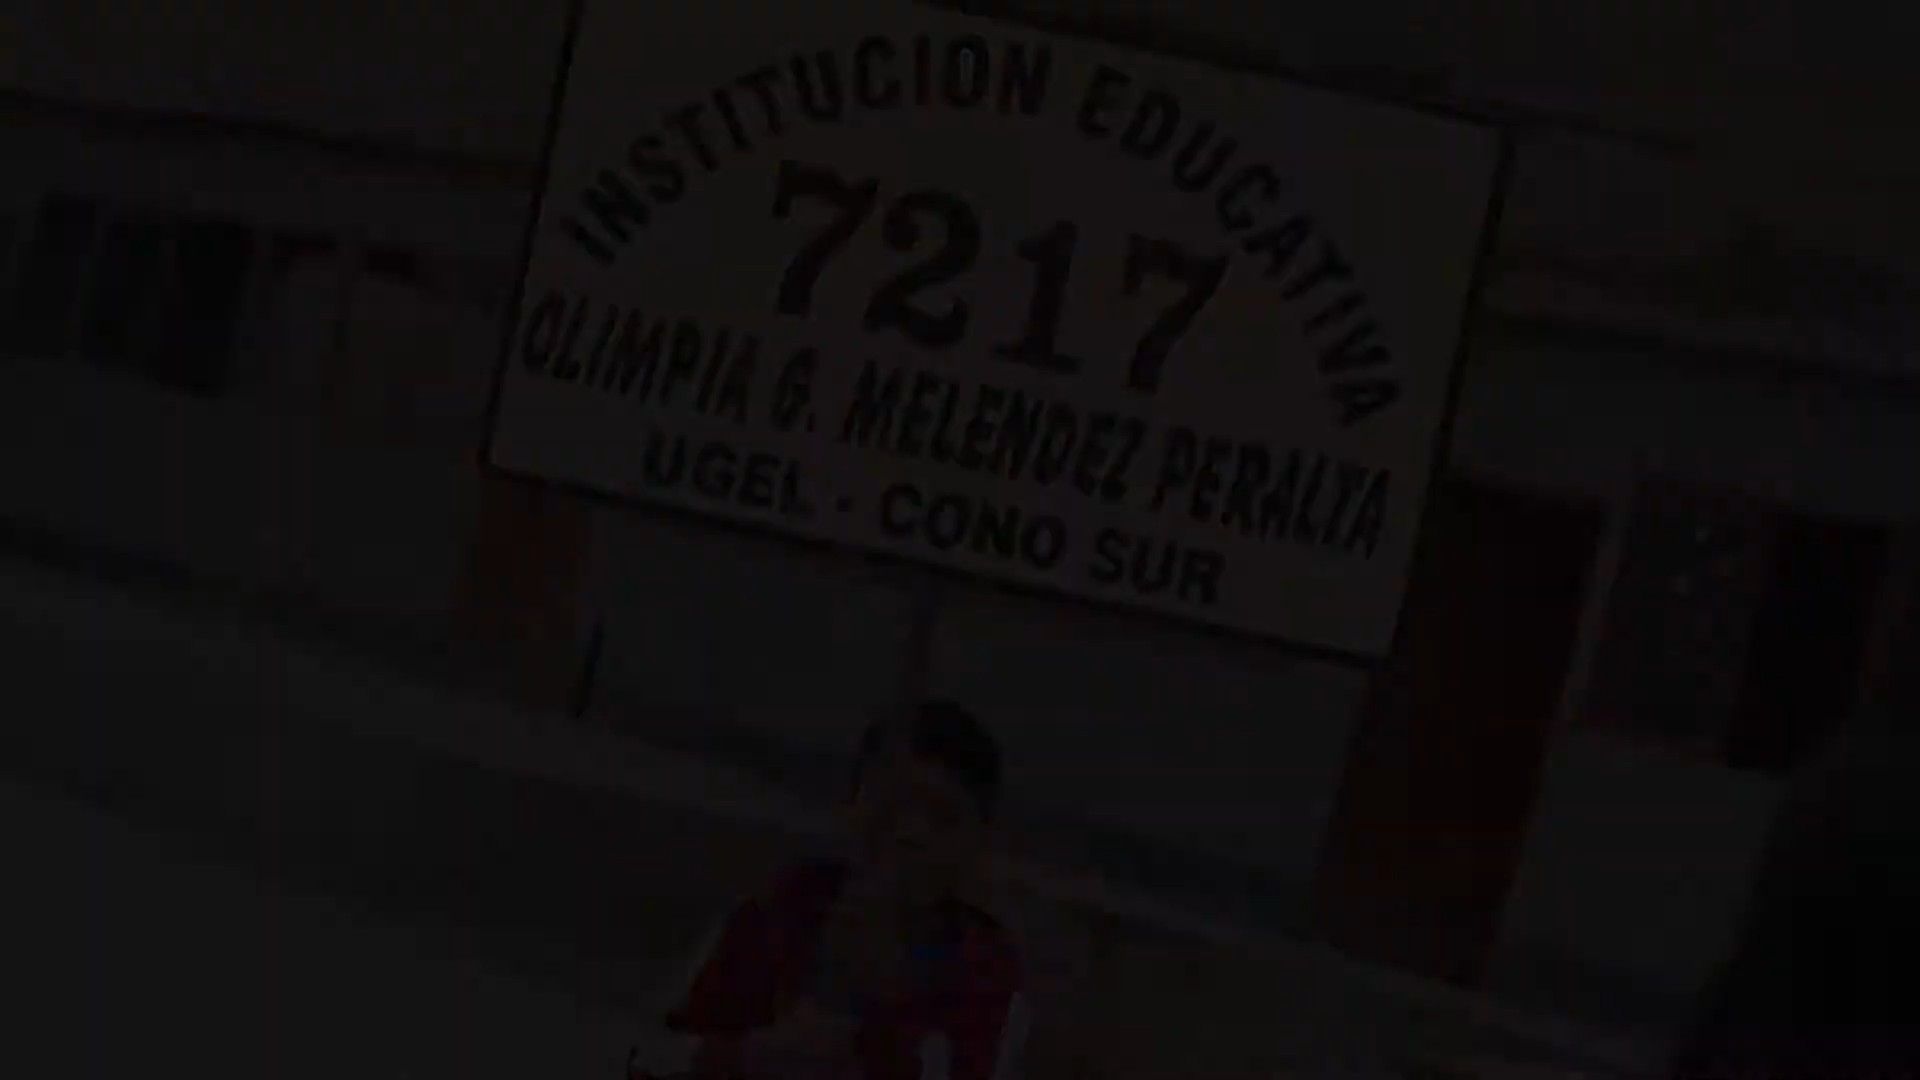 INSTITUCION EDUCATIVA
7217
OLIMPIA G. MELENDEZ PERALTA
UGEL - CONO SUR